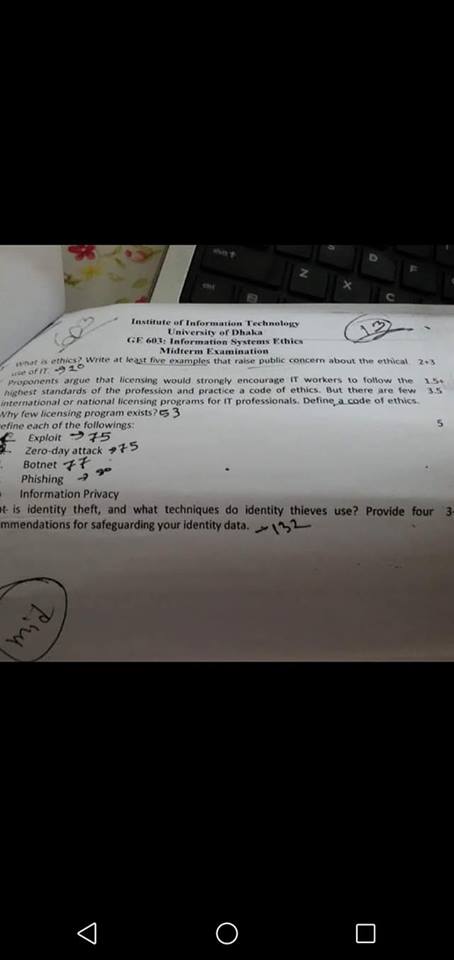 Institute of Information Technology
University of Dhaka
GE 603: Information Systems Ethics
Midterm Examination
13
What is ethics? Write at least five examples that raise public concern about the ethical 2+3
use of IT. → 20
Proponents argue that licensing would strongly encourage IT workers to follow the 1.5+
highest standards of the profession and practice a code of ethics. But there are few 3.5
international or national licensing programs for IT professionals. Define a code of ethics.
Why few licensing program exists? 53
efine each of the followings: 5
Exploit → 75
Zero-day attack → 75
Botnet 77
Phishing →
Information Privacy
is identity theft, and what techniques do identity thieves use? Provide four 3
mmendations for safeguarding your identity data. → 132
Mid